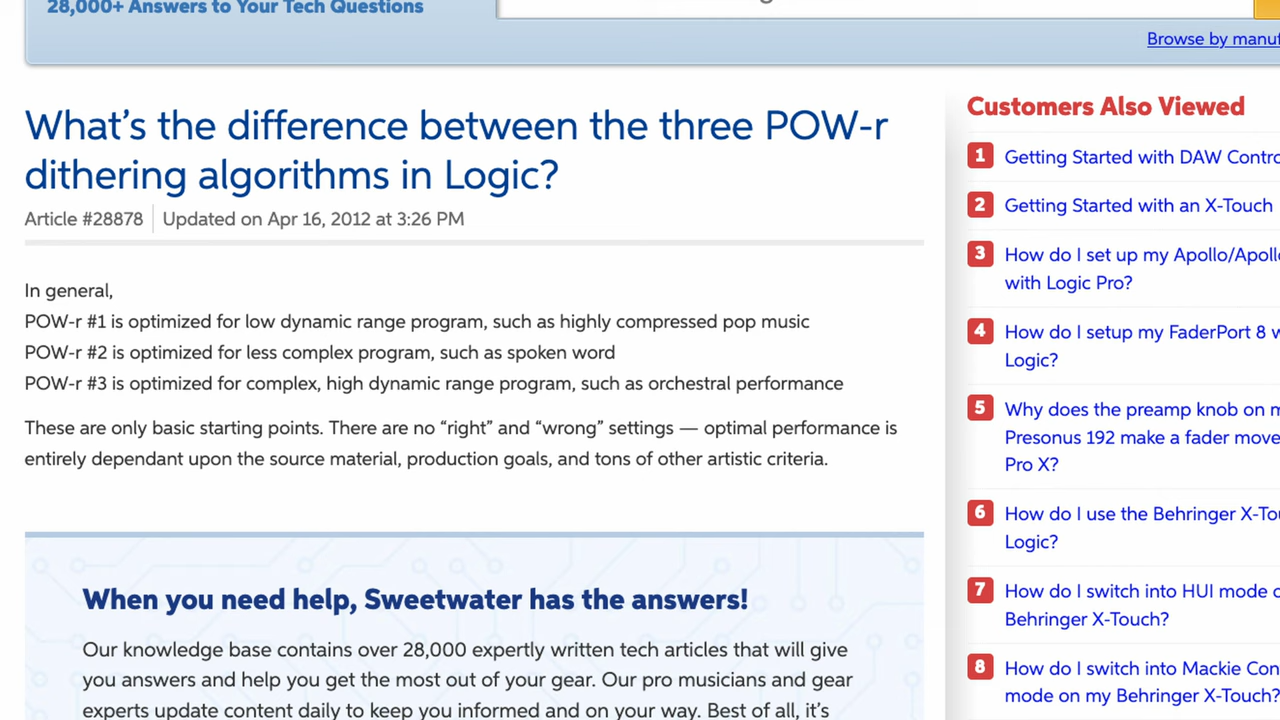 28,000+ Answers to Your Tech Questions
Browse by manuf
What's the difference between the three POW-r
dithering algorithms in Logic?
Article #28878 Updated on Apr 16, 2012 at 3:26 PM
In general,
POW-r #1 is optimized for low dynamic range program, such as highly compressed pop music
POW-r #2 is optimized for less complex program, such as spoken word
POW-r #3 is optimized for complex, high dynamic range program, such as orchestral performance
These are only basic starting points. There are no “right” and “wrong” settings — optimal performance is
entirely dependant upon the source material, production goals, and tons of other artistic criteria.
When you need help, Sweetwater has the answers!
Our knowledge base contains over 28,000 expertly written tech articles that will give
you answers and help you get the most out of your gear. Our pro musicians and gear
experts update content daily to keep you informed and on your way. Best of all, it's
Customers Also Viewed
1 Getting Started with DAW Contro
2 Getting Started with an X-Touch
3 How do I set up my Apollo/Apollo
with Logic Pro?
4 How do I setup my FaderPort 8 w
Logic?
5 Why does the preamp knob on m
Presonus 192 make a fader move
Pro X?
6 How do I use the Behringer X-Tou
Logic?
7 How do I switch into HUI mode o
Behringer X-Touch?
8 How do I switch into Mackie Con
mode on my Behringer X-Touch?